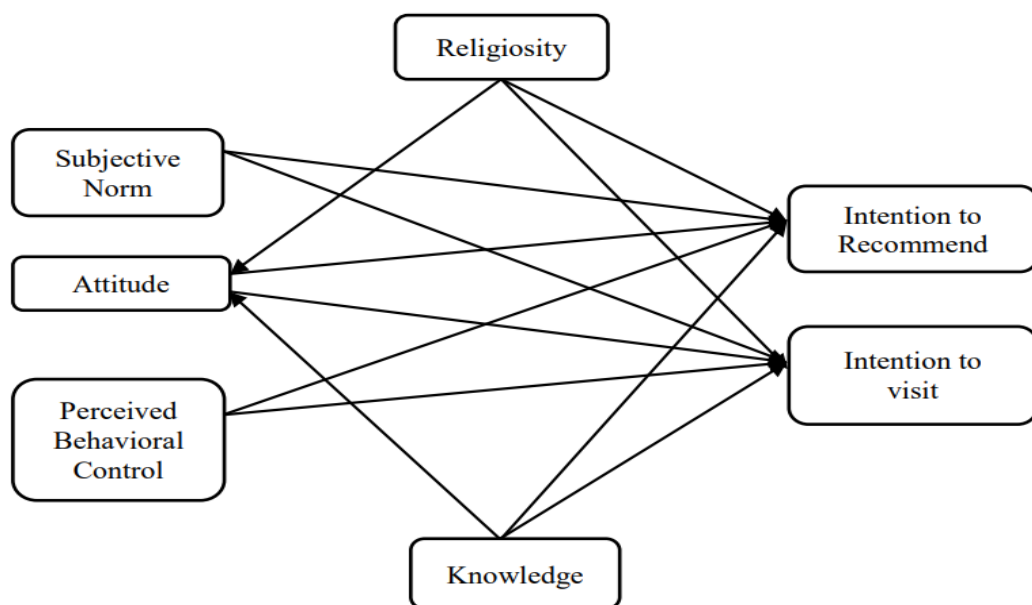 Religiosity
Subjective
Norm
Intention to
Recommend
Attitude
Intention to
visit
Perceived
Behavioral
Control
Knowledge